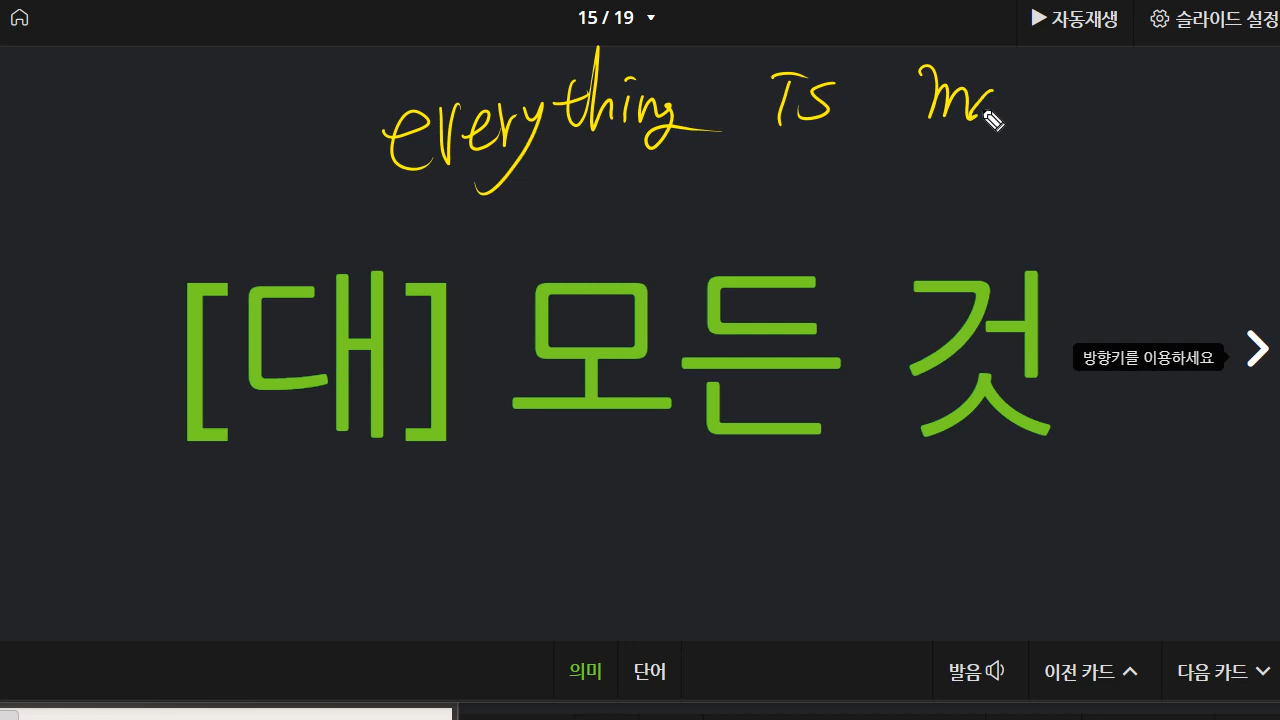 15 / 19
자동재생
슬라이드 설정
everything is
[대] 모든 것
방향키를 이용하세요
의미
단어
발음
이전 카드
다음 카드